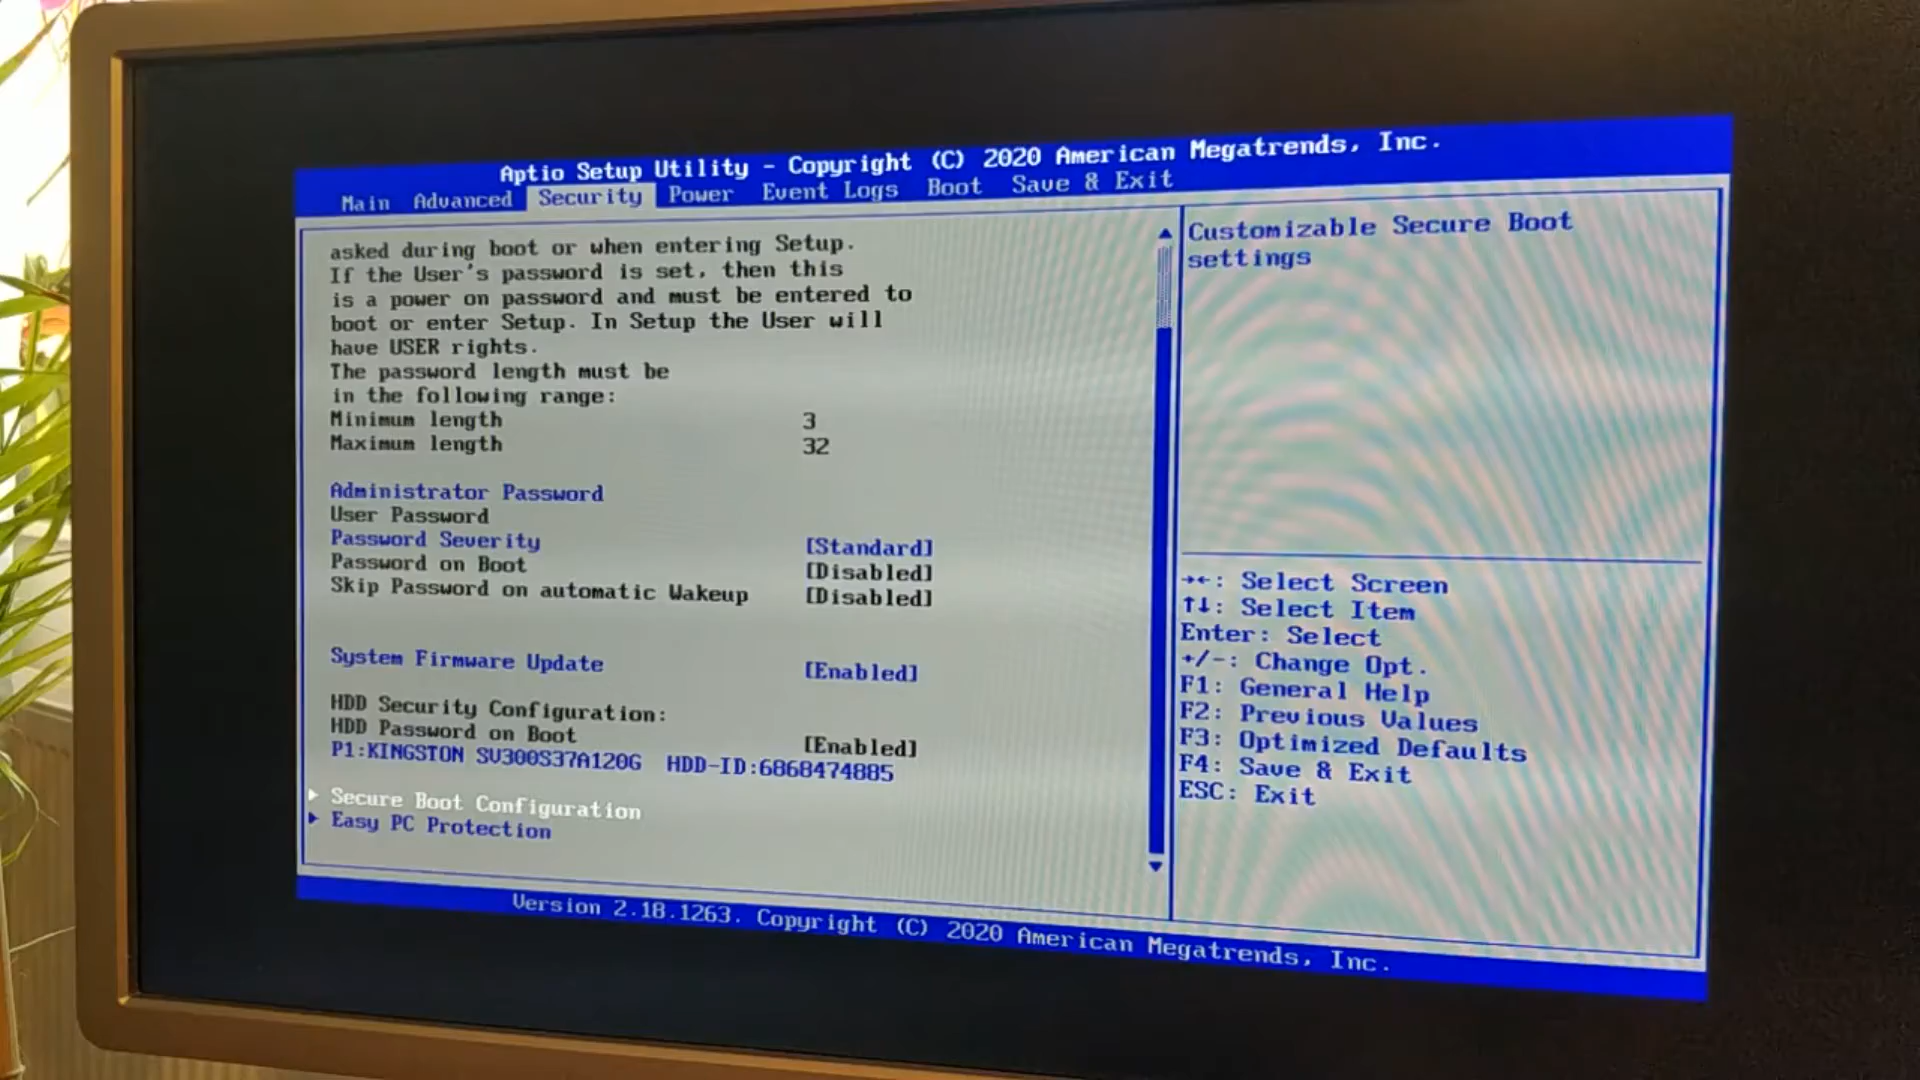 Aptio Setup Utility - Copyright (C) 2020 American Megatrends, Inc.
Main Advanced Security Power Event Logs Boot Save & Exit
asked during boot or when entering Setup.
If the User's password is set, then this
is a power on password and must be entered to
boot or enter Setup. In Setup the User will
have USER rights.
The password length must be
in the following range:
Minimum length 3
Maximum length 32
Administrator Password
User Password
Password Severity [Standard]
Password on Boot [Disabled]
Skip Password on automatic Wakeup [Disabled]
System Firmware Update [Enabled]
HDD Security Configuration:
HDD Password on Boot [Enabled]
P1:KINGSTON SV300S37A120G HDD-ID:6868474885
Secure Boot Configuration
Easy PC Protection
Customizable Secure Boot
settings
→←: Select Screen
↑↓: Select Item
Enter: Select
+/-: Change Opt.
F1: General Help
F2: Previous Values
F3: Optimized Defaults
F4: Save & Exit
ESC: Exit
Version 2.18.1263. Copyright (C) 2020 American Megatrends, Inc.